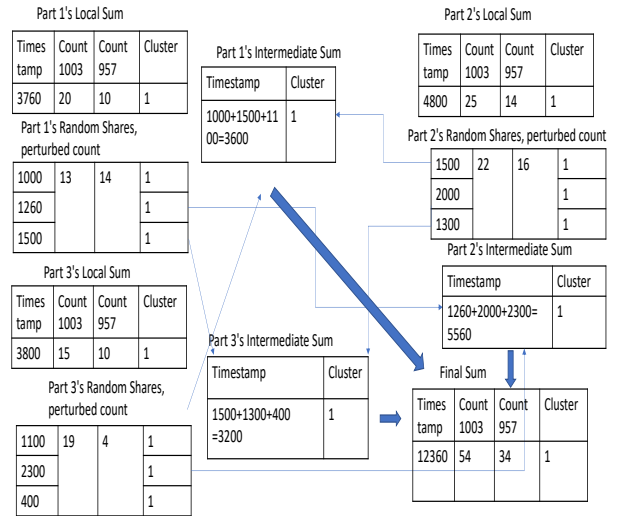 Part 1's Local Sum
Times tamp Count 1003 Count 957 Cluster
3760 20 10 1
Part 1's Random Shares,
perturbed count
1000 13 14 1
1260 1
1500 1
Part 3's Local Sum
Times tamp Count 1003 Count 957 Cluster
3800 15 10 1
Part 3's Random Shares,
perturbed count
1100 19 4 1
2300 1
400 1
Part 1's Intermediate Sum
Timestamp Cluster
1000+1500+11 1
00=3600
Part 3's Intermediate Sum
Timestamp Cluster
1500+1300+400 1
=3200
Part 2's Local Sum
Times tamp Count 1003 Count 957 Cluster
4800 25 14 1
Part 2's Random Shares, perturbed count
1500 22 16 1
2000 1
1300 1
Part 2's Intermediate Sum
Timestamp Cluster
1260+2000+2300= 1
5560
Final Sum
Times tamp Count 1003 Count 957 Cluster
12360 54 34 1